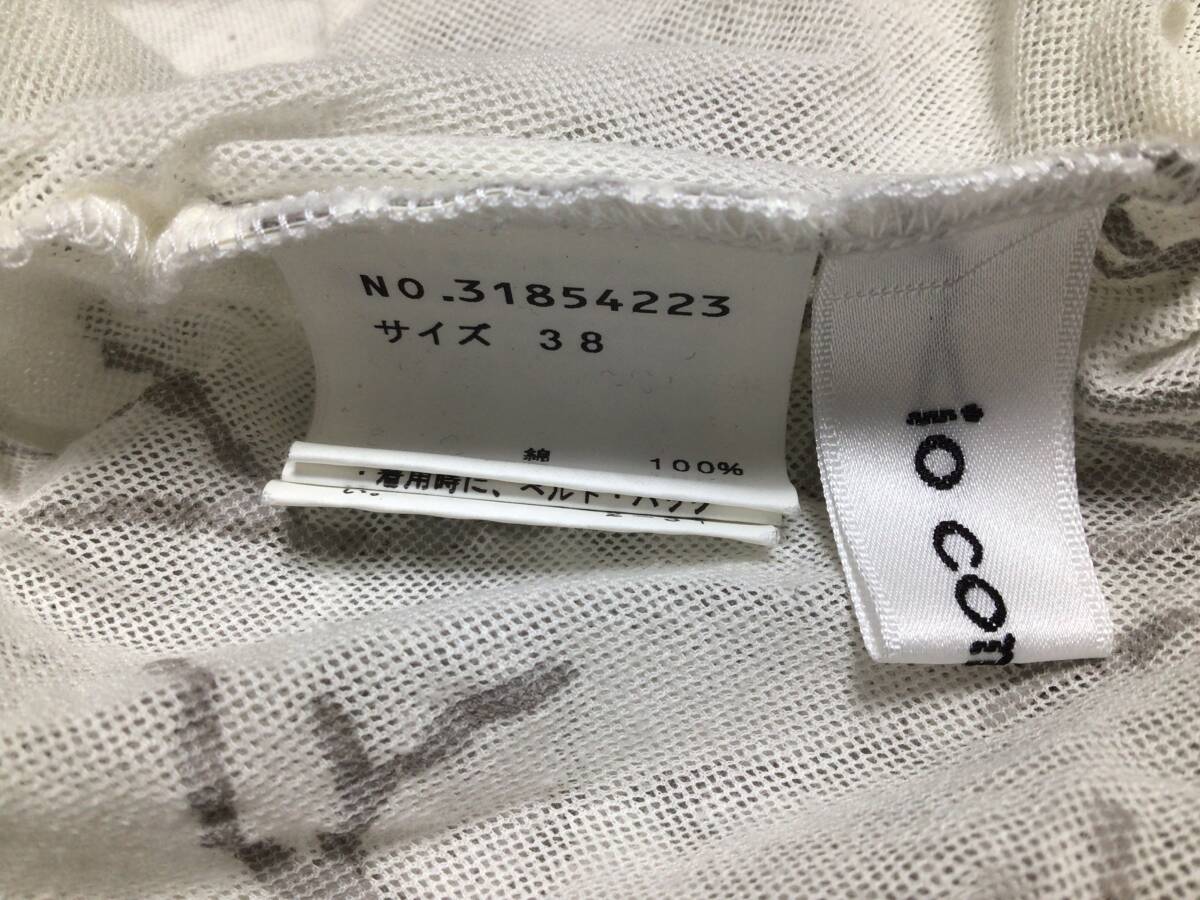 NO.31854223
サイズ 38
綿 100%
・着用時に、ベルト・バッグ
io com